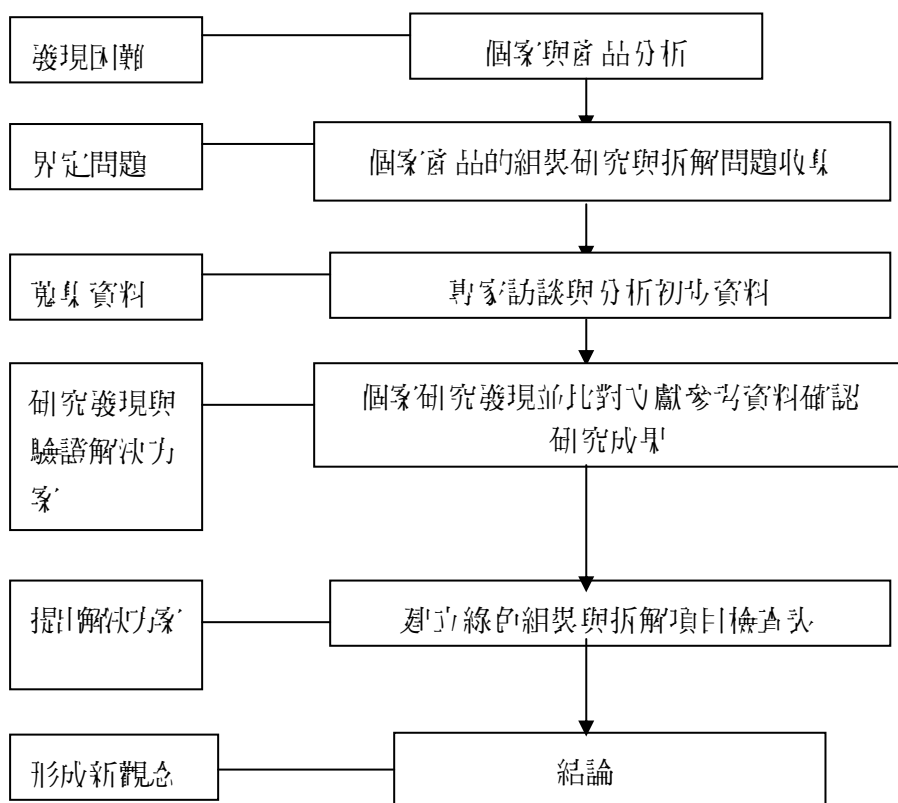 發現困難
個案與產品分析
界定問題
個案產品的組裝研究與拆解問題收集
蒐集資料
專家訪談與分析初步資料
研究發現與
驗證解決方
案
個案研究發現並比對文獻參考資料確認
研究成果
提出解決方案
建立綠色組裝與拆解項目檢查表
形成新觀念
結論